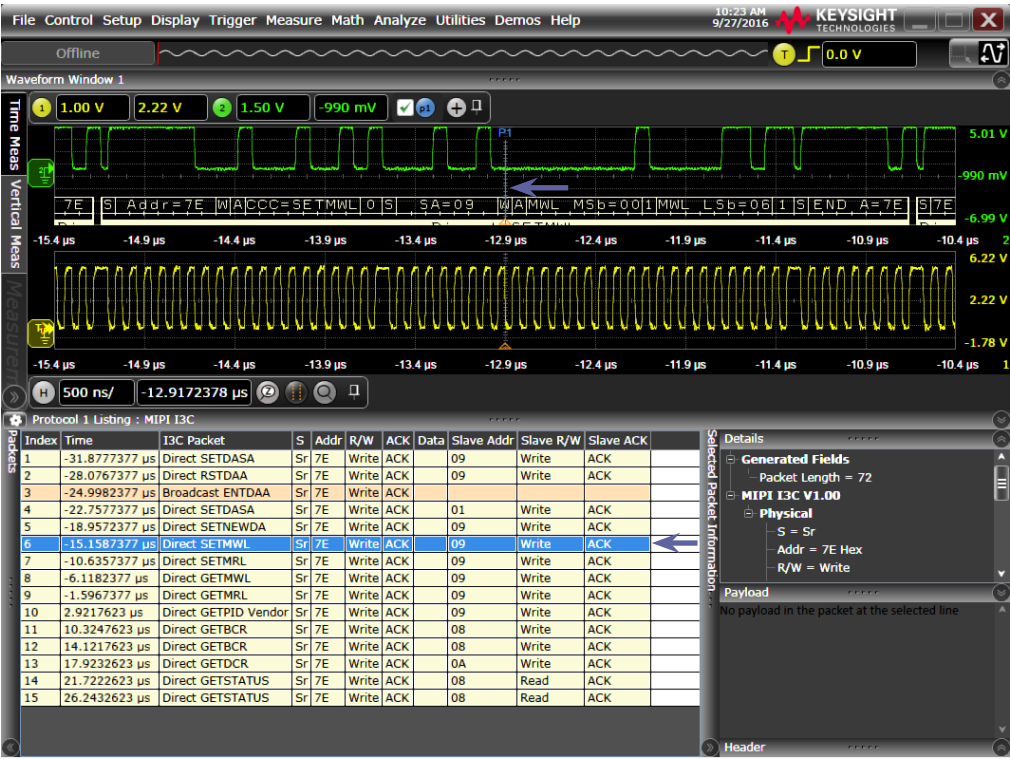 File Control Setup Display Trigger Measure Math Analyze Utilities Demos Help
10:23 AM
9/27/2016
KEYSIGHT
TECHNOLOGIES
Offline
T 0.0 V
Waveform Window 1
Time Meas
Vertical Meas
1 1.00 V 2.22 V 2 1.50 V -990 mV p1
P1
5.01 V
-990 mV
-6.99 V
7E S Addr=7E W A CCC=SETMWL 0 S SA=09 W A MWL MSb=00 1 MWL LSb=06 1 S END A=7E S 7E
-15.4 µs -14.9 µs -14.4 µs -13.9 µs -13.4 µs -12.9 µs -12.4 µs -11.9 µs -11.4 µs -10.9 µs -10.4 µs 2
6.22 V
2.22 V
-1.78 V
-15.4 µs -14.9 µs -14.4 µs -13.9 µs -13.4 µs -12.9 µs -12.4 µs -11.9 µs -11.4 µs -10.9 µs -10.4 µs 1
H 500 ns/ -12.9172378 µs Z
Protocol 1 Listing : MIPI I3C
Packets
Index Time I3C Packet S Addr R/W ACK Data Slave Addr Slave R/W Slave ACK
1 -31.8777377 µs Direct SETDASA Sr 7E Write ACK 09 Write ACK
2 -28.0767377 µs Direct RSTDAA Sr 7E Write ACK 09 Write ACK
3 -24.9982377 µs Broadcast ENTDAA Sr 7E Write ACK
4 -22.7577377 µs Direct SETDASA Sr 7E Write ACK 01 Write ACK
5 -18.9572377 µs Direct SETNEWDA Sr 7E Write ACK 09 Write ACK
6 -15.1587377 µs Direct SETMWL Sr 7E Write ACK 09 Write ACK
7 -10.6357377 µs Direct SETMRL Sr 7E Write ACK 09 Write ACK
8 -6.1182377 µs Direct GETMWL Sr 7E Write ACK 09 Write ACK
9 -1.5967377 µs Direct GETMRL Sr 7E Write ACK 09 Write ACK
10 2.9217623 µs Direct GETPID Vendor Sr 7E Write ACK 09 Write ACK
11 10.3247623 µs Direct GETBCR Sr 7E Write ACK 08 Write ACK
12 14.1217623 µs Direct GETBCR Sr 7E Write ACK 08 Write ACK
13 17.9232623 µs Direct GETDCR Sr 7E Write ACK 0A Write ACK
14 21.7222623 µs Direct GETSTATUS Sr 7E Write ACK 08 Read ACK
15 26.2432623 µs Direct GETSTATUS Sr 7E Write ACK 08 Read ACK
Selected Packet Information
Details
Generated Fields
Packet Length = 72
MIPI I3C V1.00
Physical
S = Sr
Addr = 7E Hex
R/W = Write
Payload
No payload in the packet at the selected line
Header